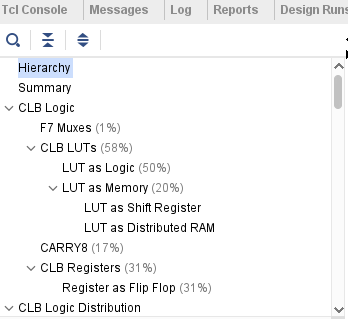 Tcl Console Messages Log Reports Design Runs
Hierarchy
Summary
CLB Logic
F7 Muxes (1%)
CLB LUTs (58%)
LUT as Logic (50%)
LUT as Memory (20%)
LUT as Shift Register
LUT as Distributed RAM
CARRY8 (17%)
CLB Registers (31%)
Register as Flip Flop (31%)
CLB Logic Distribution